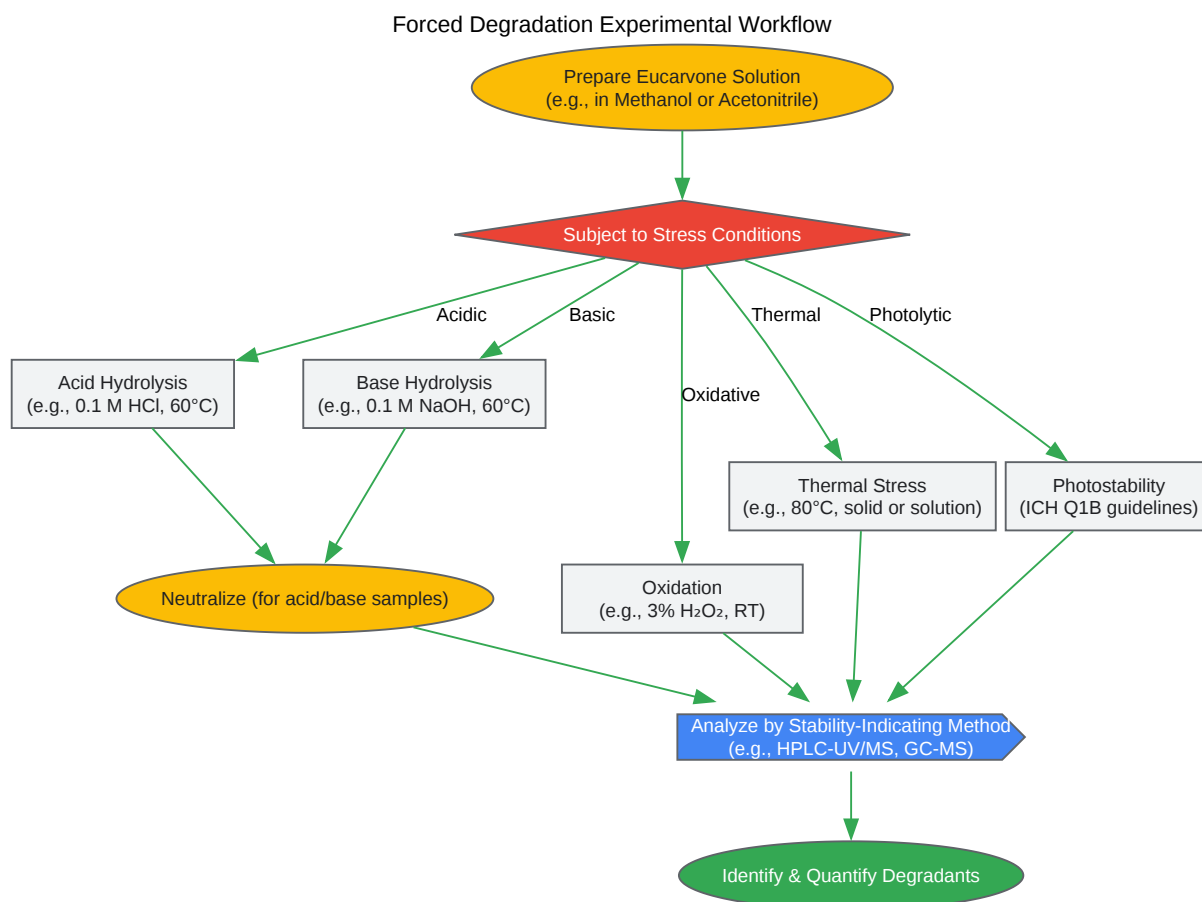 Forced Degradation Experimental Workflow
Prepare Eucarvone Solution
(e.g., in Methanol or Acetonitrile)
Subject to Stress Conditions
Acidic
Basic
Thermal
Photolytic
Oxidative
Acid Hydrolysis
(e.g., 0.1 M HCl, 60°C)
Base Hydrolysis
(e.g., 0.1 M NaOH, 60°C)
Thermal Stress
(e.g., 80°C, solid or solution)
Photostability
(ICH Q1B guidelines)
Oxidation
(e.g., 3% H₂O₂, RT)
Neutralize (for acid/base samples)
Analyze by Stability-Indicating Method
(e.g., HPLC-UV/MS, GC-MS)
Identify & Quantify Degradants